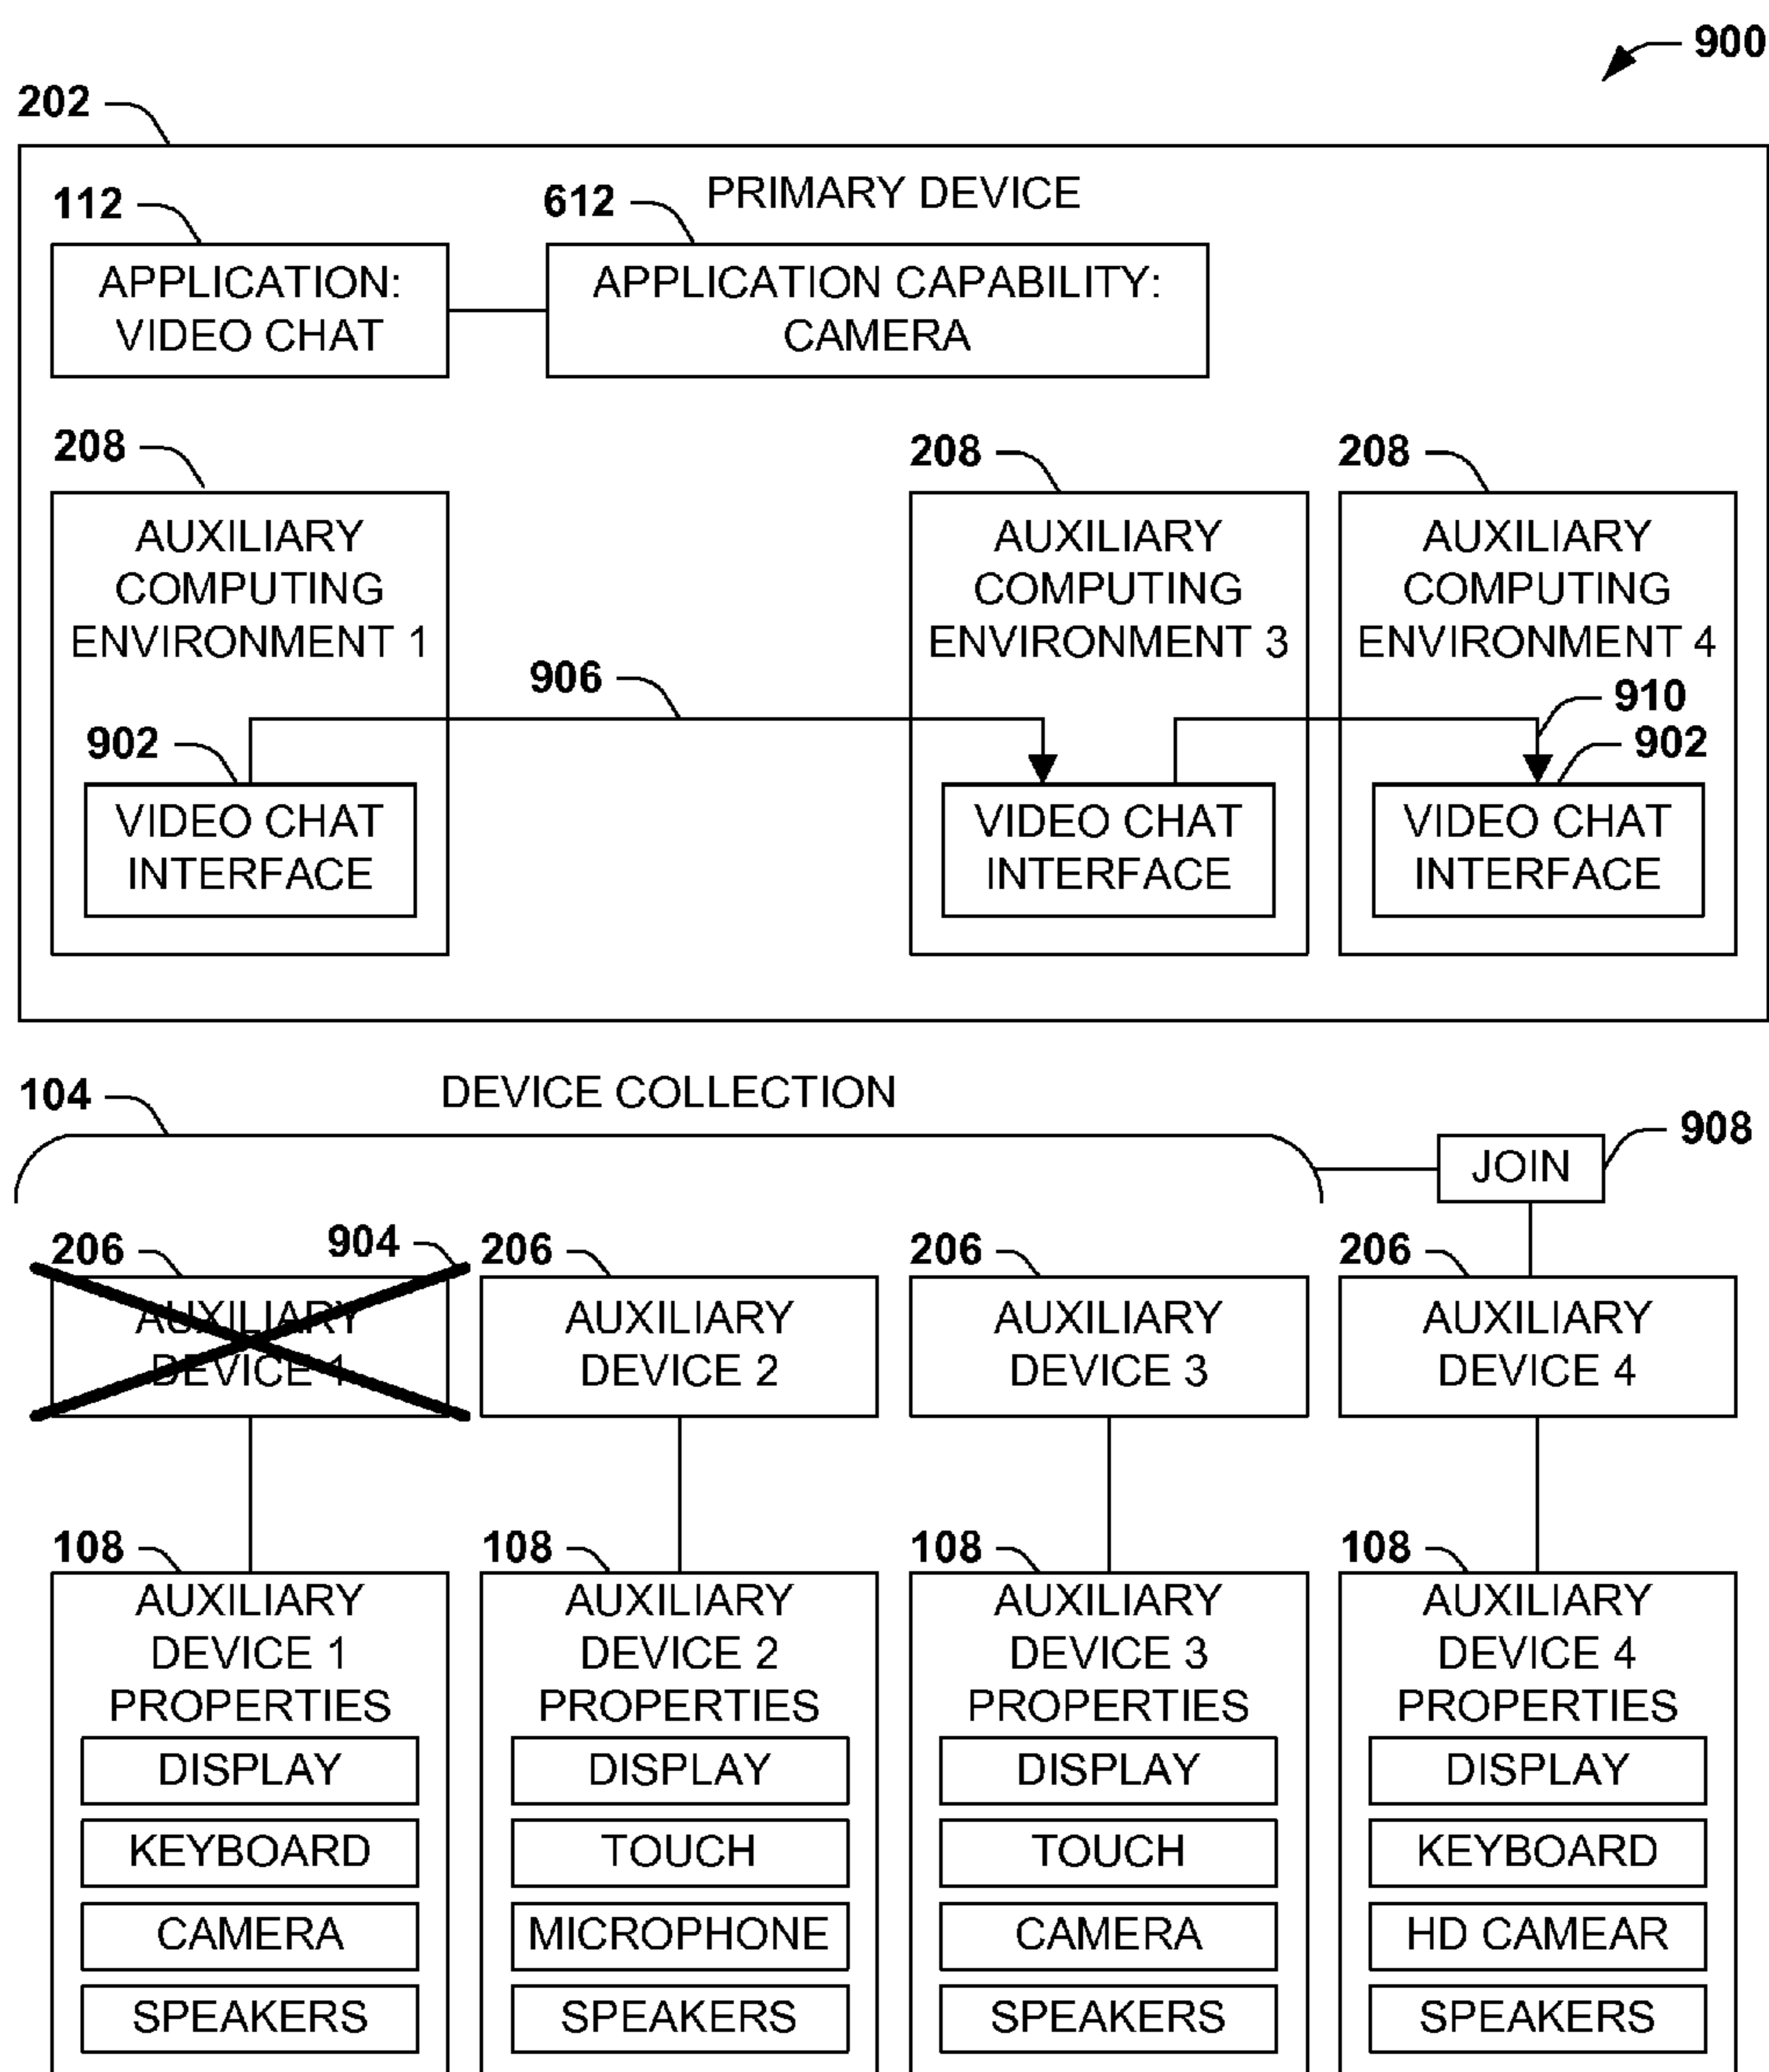 900
202
PRIMARY DEVICE
112
612
APPLICATION:
VIDEO CHAT
APPLICATION CAPABILITY:
CAMERA
208
208
208
AUXILIARY
COMPUTING
ENVIRONMENT 1
AUXILIARY
COMPUTING
ENVIRONMENT 3
AUXILIARY
COMPUTING
ENVIRONMENT 4
906
910
902
902
VIDEO CHAT
INTERFACE
VIDEO CHAT
INTERFACE
VIDEO CHAT
INTERFACE
104
DEVICE COLLECTION
908
JOIN
206
904
206
206
206
AUXILIARY
DEVICE 1
AUXILIARY
DEVICE 2
AUXILIARY
DEVICE 3
AUXILIARY
DEVICE 4
108
108
108
108
AUXILIARY
DEVICE 1
PROPERTIES
DISPLAY
KEYBOARD
CAMERA
SPEAKERS
AUXILIARY
DEVICE 2
PROPERTIES
DISPLAY
TOUCH
MICROPHONE
SPEAKERS
AUXILIARY
DEVICE 3
PROPERTIES
DISPLAY
TOUCH
CAMERA
SPEAKERS
AUXILIARY
DEVICE 4
PROPERTIES
DISPLAY
KEYBOARD
HD CAMEAR
SPEAKERS